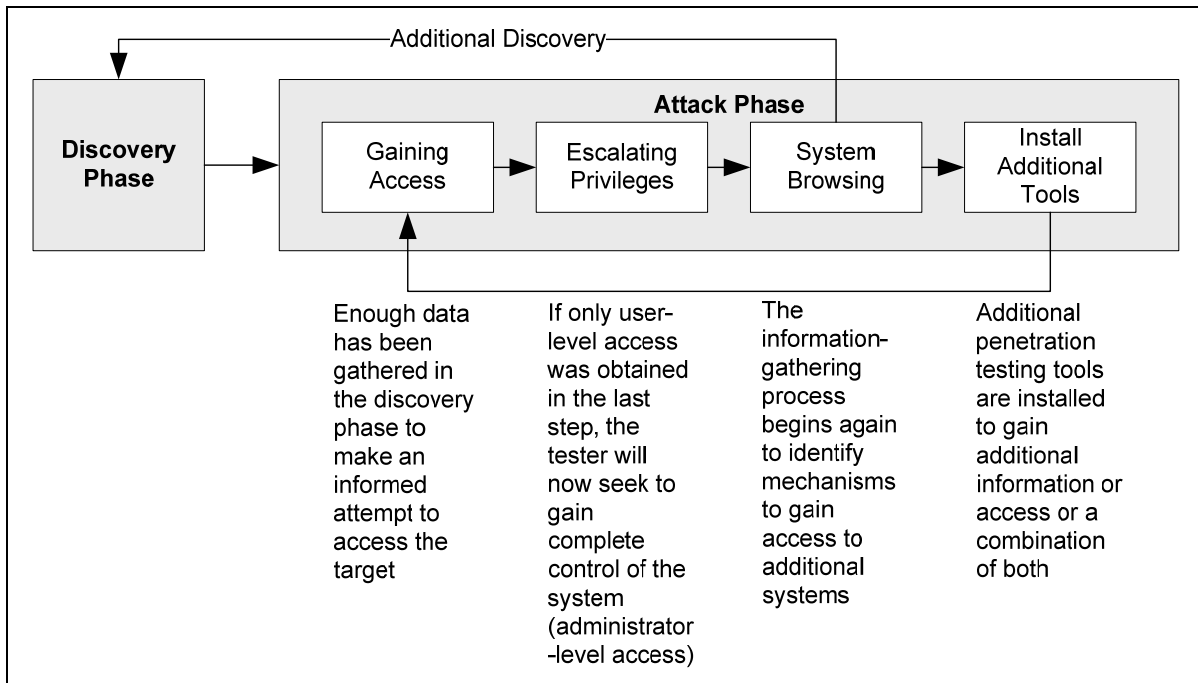 Additional Discovery
Attack Phase
Discovery
Phase
Gaining
Access
Escalating
Privileges
System
Browsing
Install
Additional
Tools
Enough data
has been
gathered in
the discovery
phase to
make an
informed
attempt to
access the
target
If only user-
level access
was obtained
in the last
step, the
tester will
now seek to
gain
complete
control of the
system
(administrator
-level access)
The
information-
gathering
process
begins again
to identify
mechanisms
to gain
access to
additional
systems
Additional
penetration
testing tools
are installed
to gain
additional
information or
access or a
combination
of both